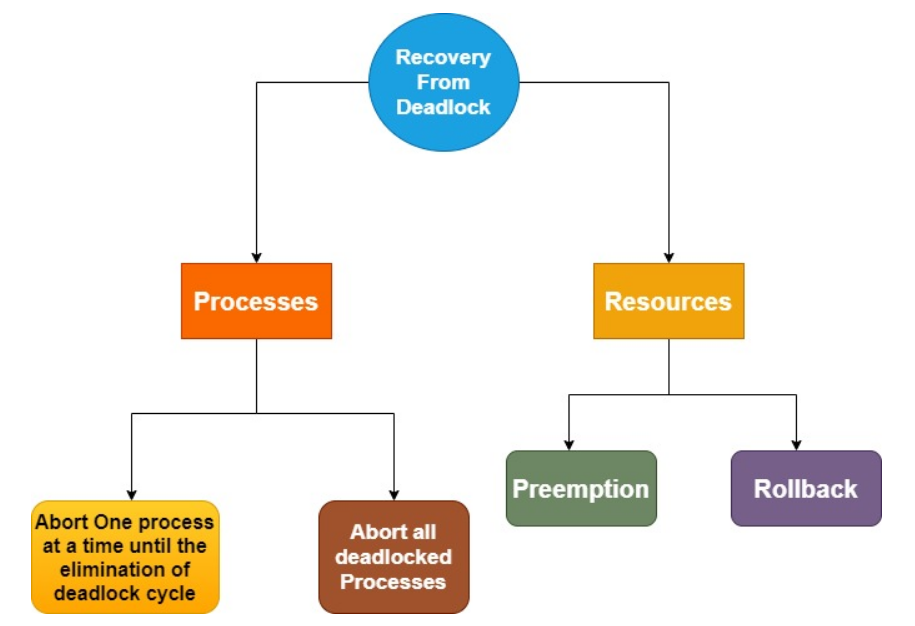 Recovery
From
Deadlock
Processes
Resources
Preemption
Rollback
Abort One process
at a time until the
elimination of
deadlock cycle
Abort all
deadlocked
Processes